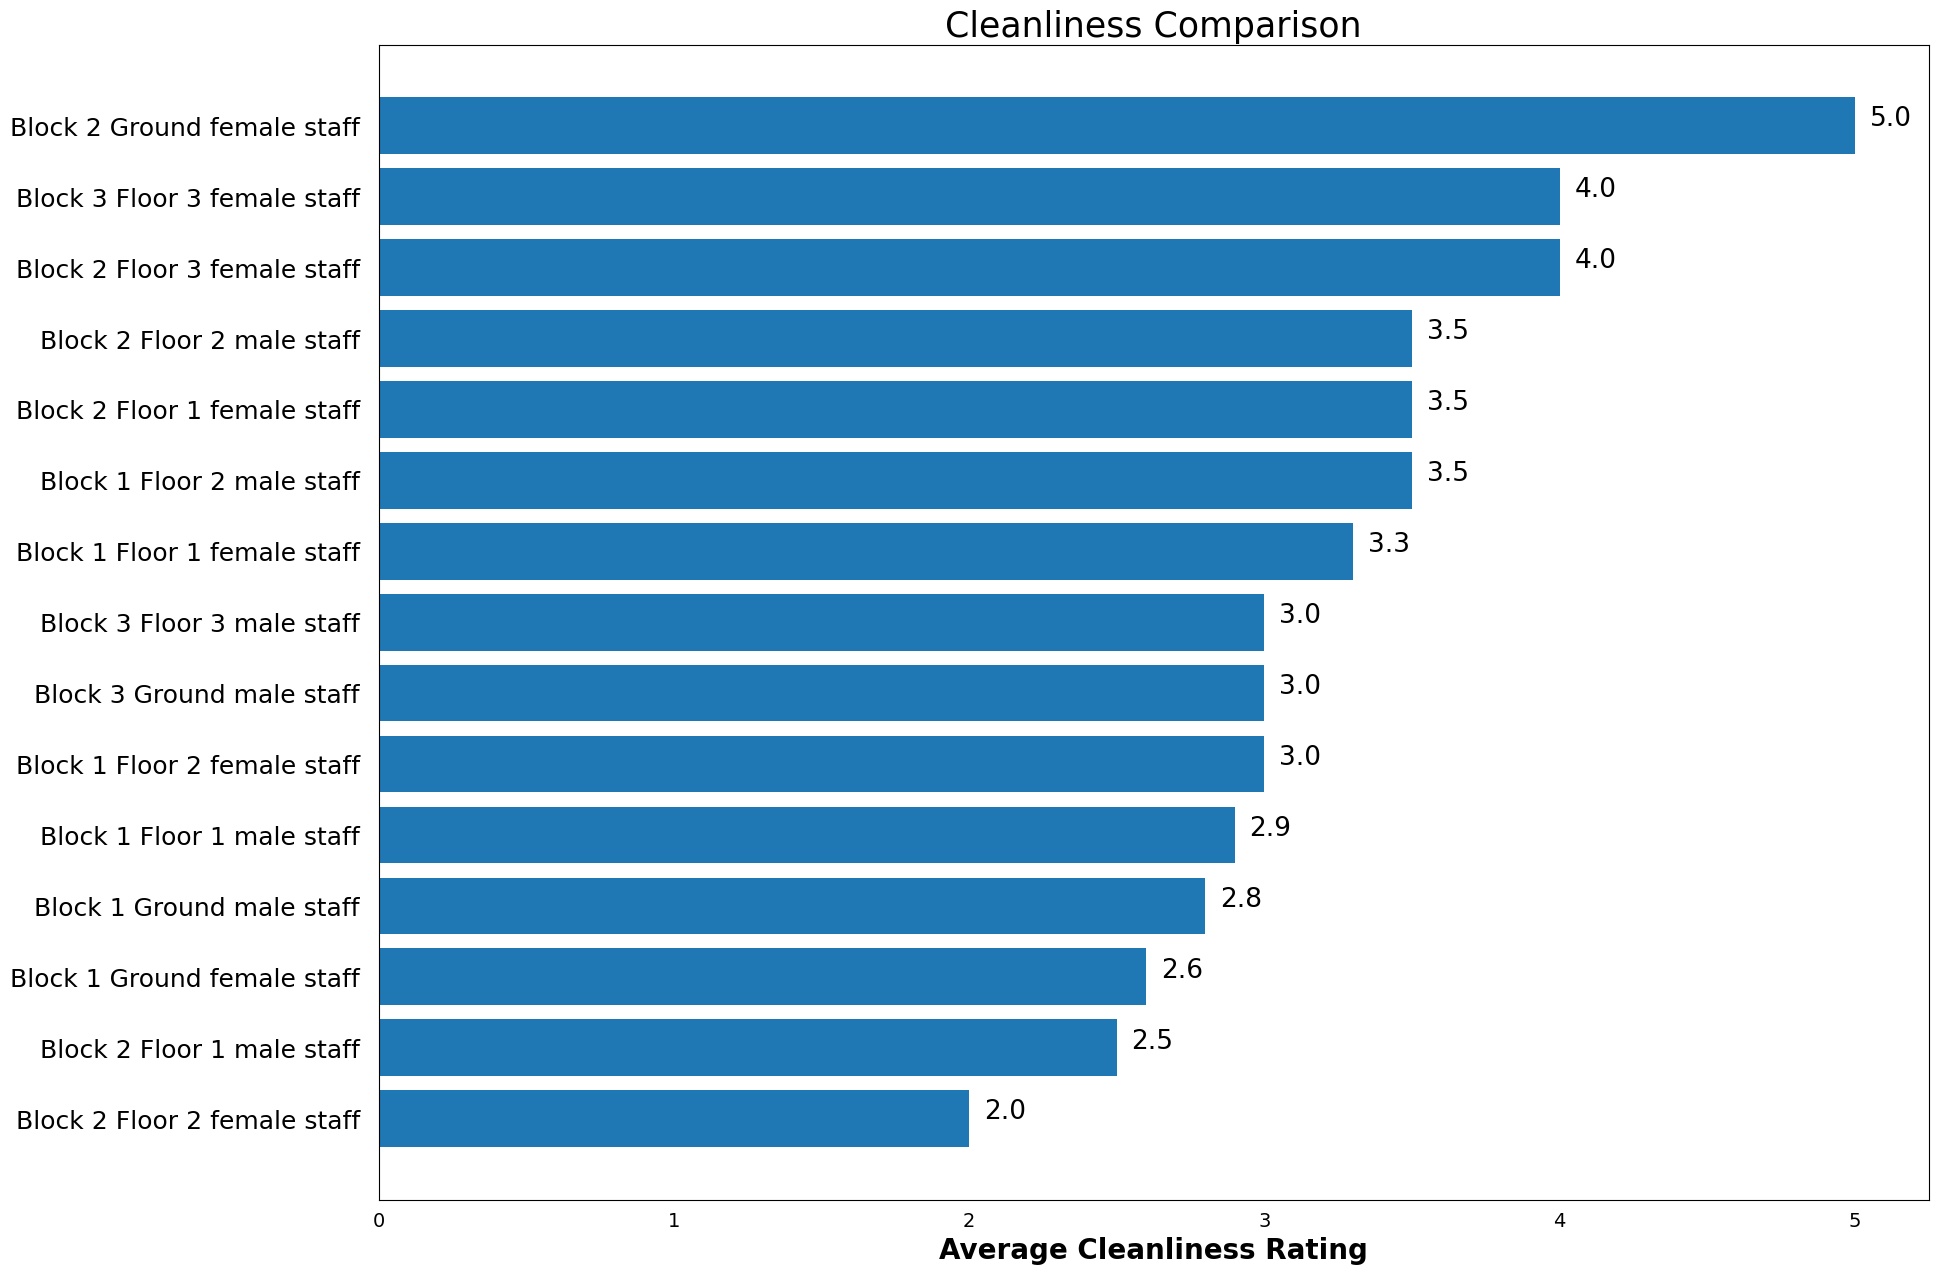 Cleanliness Comparison
Block 2 Ground female staff 5.0
Block 3 Floor 3 female staff 4.0
Block 2 Floor 3 female staff 4.0
Block 2 Floor 2 male staff 3.5
Block 2 Floor 1 female staff 3.5
Block 1 Floor 2 male staff 3.5
Block 1 Floor 1 female staff 3.3
Block 3 Floor 3 male staff 3.0
Block 3 Ground male staff 3.0
Block 1 Floor 2 female staff 3.0
Block 1 Floor 1 male staff 2.9
Block 1 Ground male staff 2.8
Block 1 Ground female staff 2.6
Block 2 Floor 1 male staff 2.5
Block 2 Floor 2 female staff 2.0
0 1 2 3 4 5
Average Cleanliness Rating